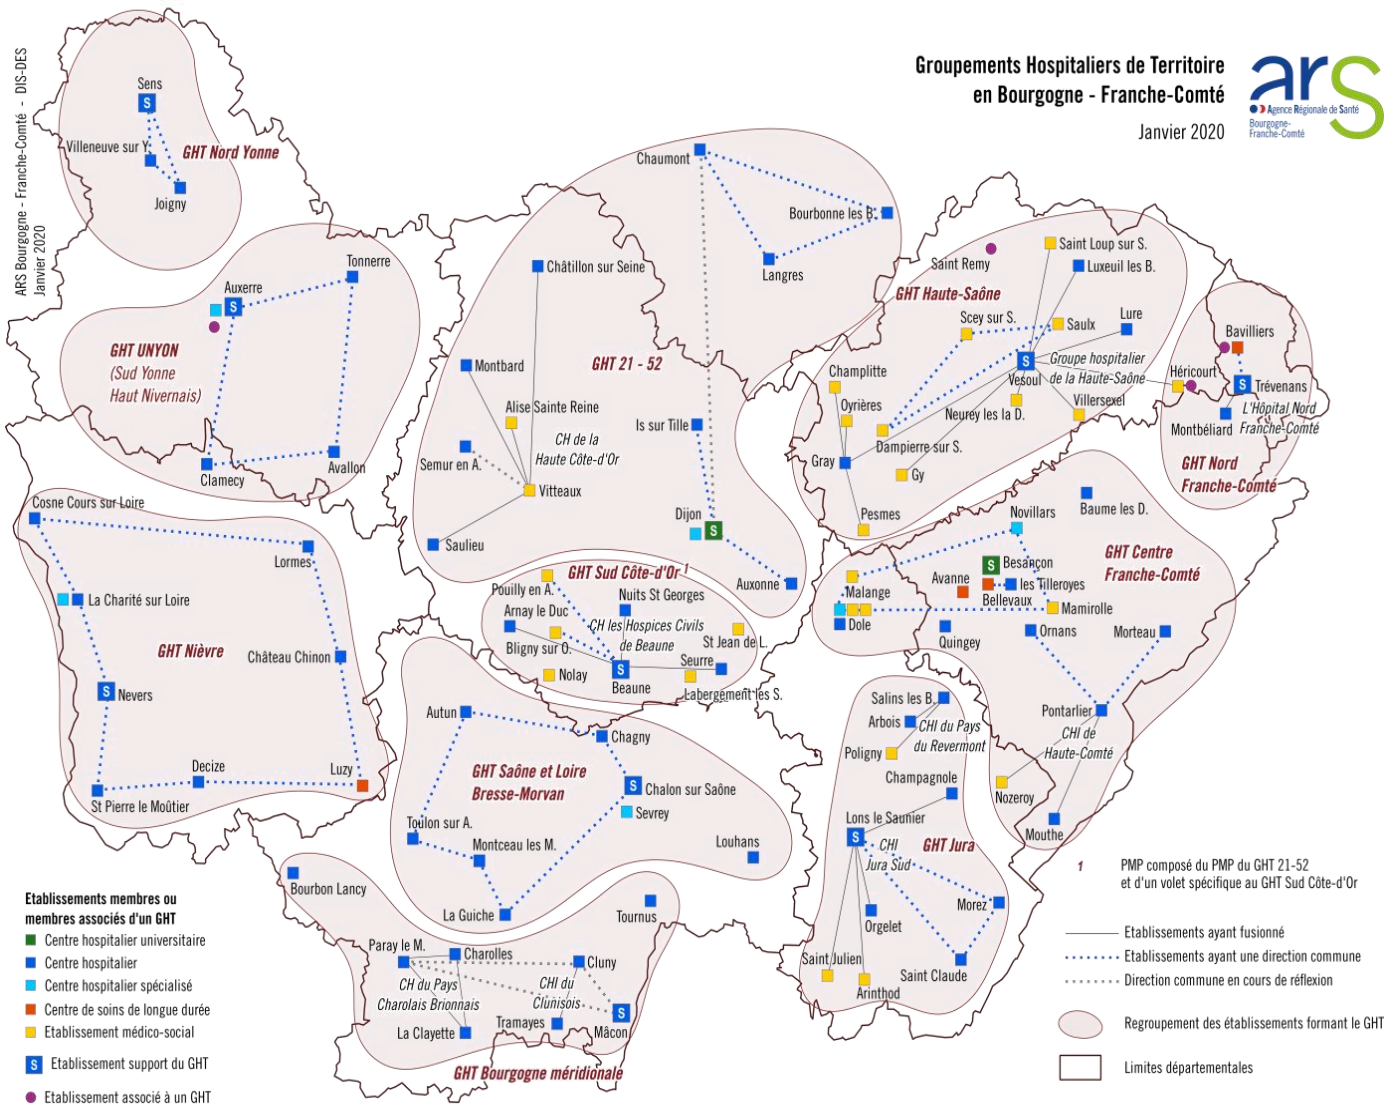 ARS Bourgogne - Franche-Comté - DIS-DES
Janvier 2020
Groupements Hospitaliers de Territoire
en Bourgogne - Franche-Comté
Janvier 2020
ars
Agence Régionale de Santé
Bourgogne-
Franche-Comté
Sens
S
Villeneuve sur Y.
GHT Nord Yonne
Joigny
Tonnerre
Auxerre
S
GHT UNYON
(Sud Yonne
Haut Nivernais)
Clamecy
Avallon
Chaumont
Bourbonne les B.
Langres
Châtillon sur Seine
Montbard
GHT 21 - 52
Alise Sainte Reine
CH de la
Haute Côte-d'Or
Is sur Tille
Semur en A.
Vitteaux
Dijon
S
Saulieu
Auxonne
Saint Loup sur S.
Saint Remy
Luxeuil les B.
GHT Haute-Saône
Scey sur S.
Saulx
Lure
S
Groupe hospitalier
de la Haute-Saône
Vesoul
Champlitte
Oyrières
Neurey les la D.
Villersexel
Dampierre sur S.
Gray
Gy
Pesmes
Bavilliers
Héricourt
S
Trévenans
L'Hôpital Nord
Franche-Comté
Montbéliard
GHT Nord
Franche-Comté
Cosne Cours sur Loire
Lormes
La Charité sur Loire
GHT Nièvre
Château Chinon
S
Nevers
Decize
Luzy
St Pierre le Moûtier
GHT Sud Côte-d'Or 1
Pouilly en A.
Nuits St Georges
Arnay le Duc
CH les Hospices Civils
de Beaune
Bligny sur O.
St Jean de L.
Nolay
S
Beaune
Seurre
Labergement les S.
Novillars
Baume les D.
GHT Centre
Franche-Comté
S
Besançon
Avanne
les Tilleroyes
Bellevaux
Malange
Mamirolle
Dole
Quingey
Ornans
Morteau
Pontarlier
CHI de
Haute-Comté
Nozeroy
Mouthe
Autun
Chagny
GHT Saône et Loire
Bresse-Morvan
S
Chalon sur Saône
Sevrey
Toulon sur A.
Montceau les M.
Louhans
La Guiche
Salins les B.
Arbois
CHI du Pays
du Revermont
Poligny
Champagnole
Lons le Saunier
S
CHI
Jura Sud
GHT Jura
Morez
Orgelet
Saint Julien
Saint Claude
Arinthod
Bourbon Lancy
Tournus
Paray le M.
Charolles
Cluny
CH du Pays
Charolais Brionnais
CHI du
Clunisois
La Clayette
Tramayes
S
Mâcon
GHT Bourgogne méridionale
Etablissements membres ou
membres associés d'un GHT
Centre hospitalier universitaire
Centre hospitalier
Centre hospitalier spécialisé
Centre de soins de longue durée
Etablissement médico-social
S
Etablissement support du GHT
Etablissement associé à un GHT
1
PMP composé du PMP du GHT 21-52
et d'un volet spécifique au GHT Sud Côte-d'Or
Etablissements ayant fusionné
Etablissements ayant une direction commune
Direction commune en cours de réflexion
Regroupement des établissements formant le GHT
Limites départementales